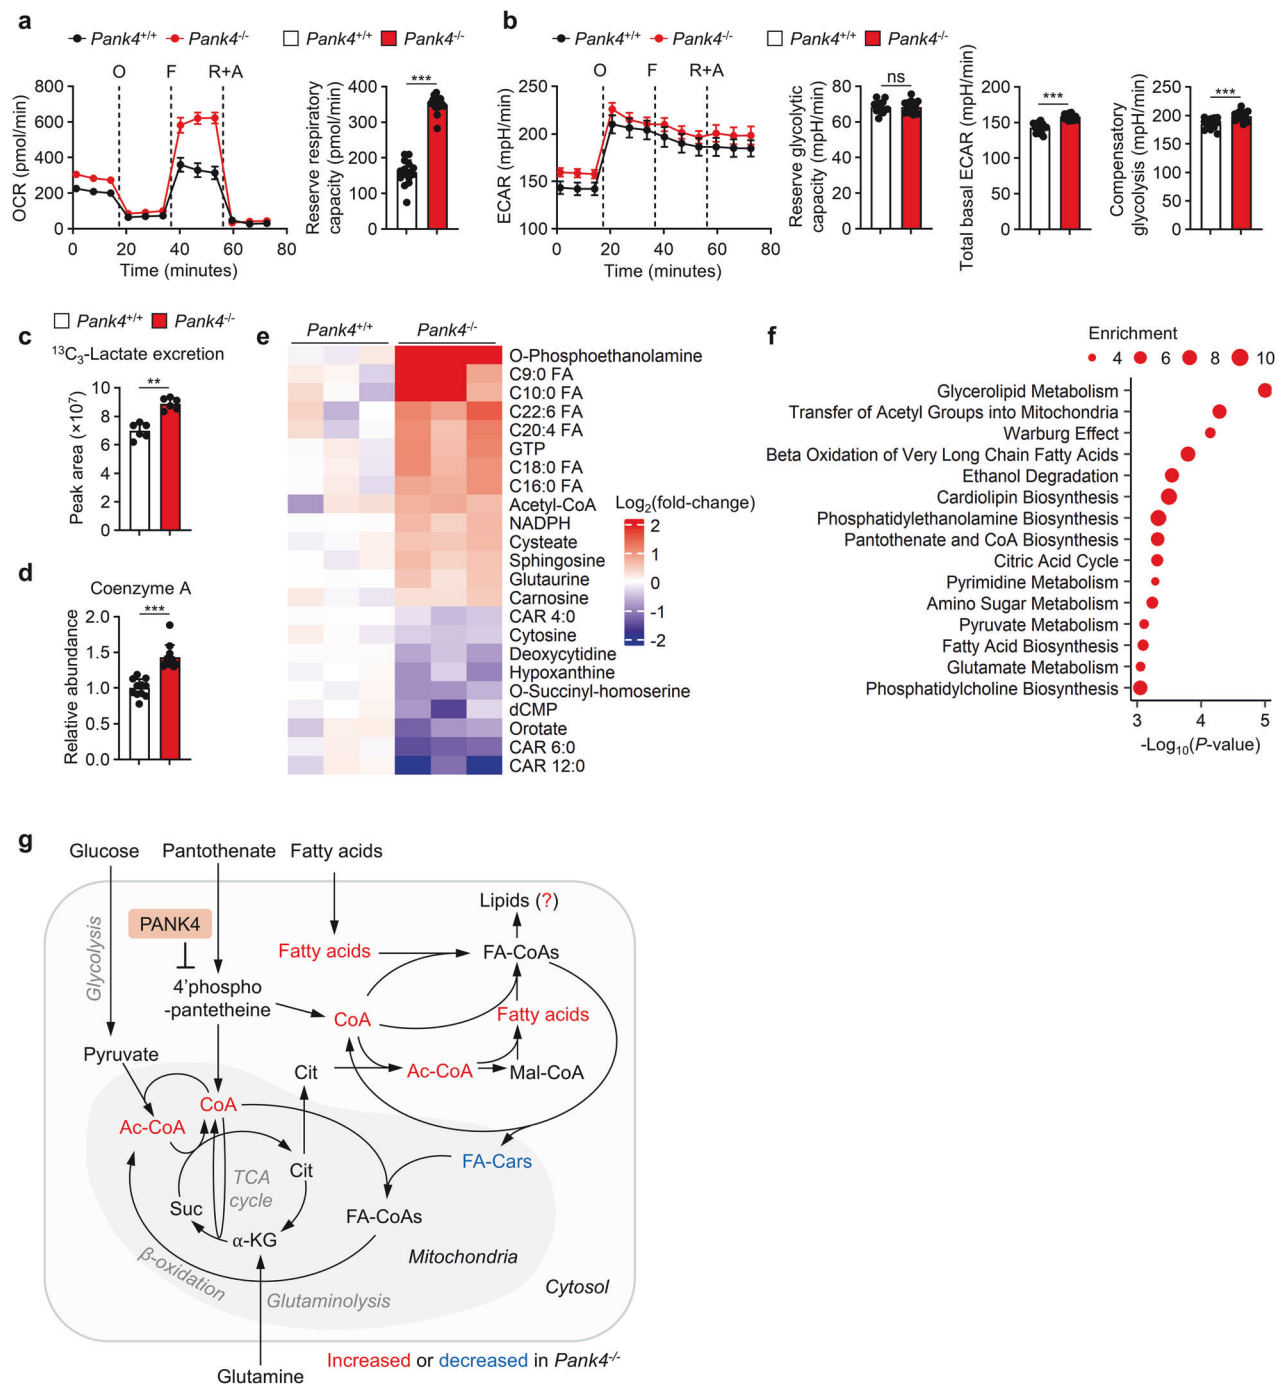 a
Pank4+/+ Pank4-/- Pank4+/+ Pank4-/-
O F R+A
OCR (pmol/min)
800
600
400
200
0
0 20 40 60 80
Time (minutes)
Reserve respiratory
capacity (pmol/min)
400
300
200
100
0
***
b
Pank4+/+ Pank4-/- Pank4+/+ Pank4-/-
O F R+A
ECAR (mpH/min)
250
200
150
100
0 20 40 60 80
Time (minutes)
Reserve glycolytic
capacity (mpH/min)
80
60
40
20
0
ns
Total basal ECAR (mpH/min)
200
150
100
50
0
***
Compensatory
glycolysis (mpH/min)
250
200
150
100
50
0
***
c
Pank4+/+ Pank4-/-
13C3-Lactate excretion
Peak area (×10^7)
10
8
6
4
2
0
**
d
Coenzyme A
Relative abundance
2.0
1.5
1.0
0.5
0.0
***
e
Pank4+/+ Pank4-/-
O-Phosphoethanolamine
C9:0 FA
C10:0 FA
C22:6 FA
C20:4 FA
GTP
C18:0 FA
C16:0 FA
Acetyl-CoA
NADPH
Cysteate
Sphingosine
Glutaurine
Carnosine
CAR 4:0
Cytosine
Deoxycytidine
Hypoxanthine
O-Succinyl-homoserine
dCMP
Orotate
CAR 6:0
CAR 12:0
Log2(fold-change)
2
1
0
-1
-2
f
Enrichment
4 6 8 10
Glycerolipid Metabolism
Transfer of Acetyl Groups into Mitochondria
Warburg Effect
Beta Oxidation of Very Long Chain Fatty Acids
Ethanol Degradation
Cardiolipin Biosynthesis
Phosphatidylethanolamine Biosynthesis
Pantothenate and CoA Biosynthesis
Citric Acid Cycle
Pyrimidine Metabolism
Amino Sugar Metabolism
Pyruvate Metabolism
Fatty Acid Biosynthesis
Glutamate Metabolism
Phosphatidylcholine Biosynthesis
3 4 5
-Log10(P-value)
g
Glucose Pantothenate Fatty acids
Lipids (?)
PANK4
Glycolysis
Fatty acids FA-CoAs
4'phospho
-pantetheine
CoA Fatty acids
Pyruvate
Cit Ac-CoA Mal-CoA
CoA
Ac-CoA
Cit FA-Cars
TCA
cycle
Suc FA-CoAs
α-KG
Mitochondria
β-oxidation
Cytosol
Glutaminolysis
Increased or decreased in Pank4-/-
Glutamine